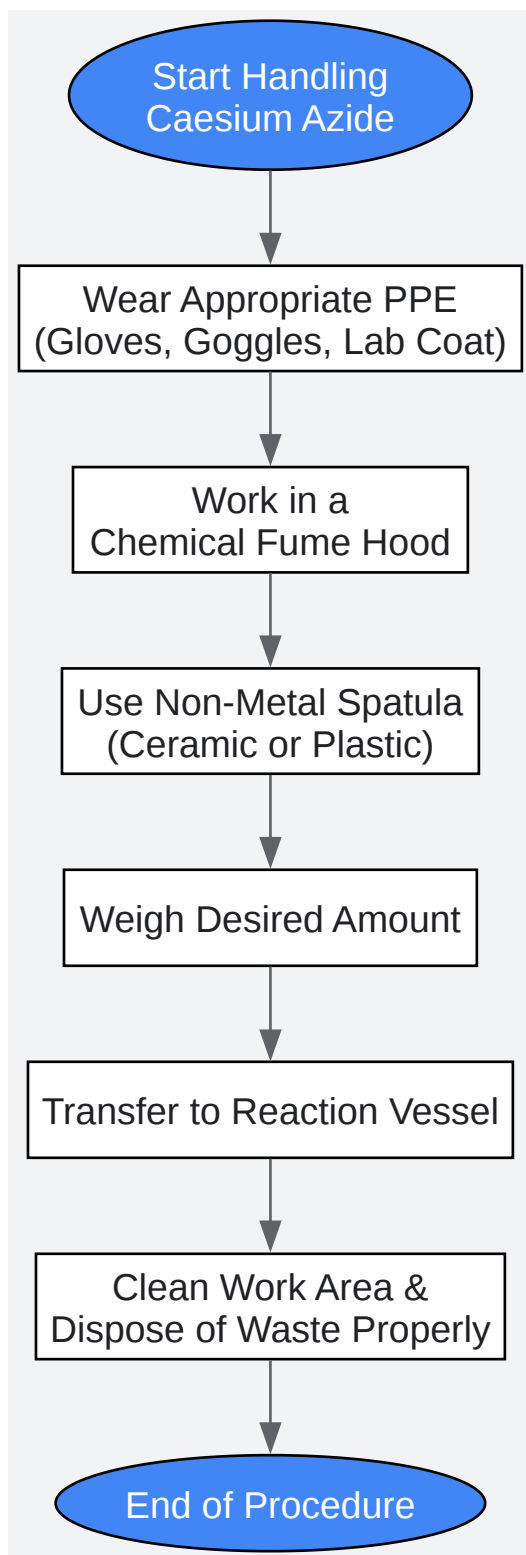 Start Handling
Caesium Azide
Wear Appropriate PPE
(Gloves, Goggles, Lab Coat)
Work in a
Chemical Fume Hood
Use Non-Metal Spatula
(Ceramic or Plastic)
Weigh Desired Amount
Transfer to Reaction Vessel
Clean Work Area &
Dispose of Waste Properly
End of Procedure